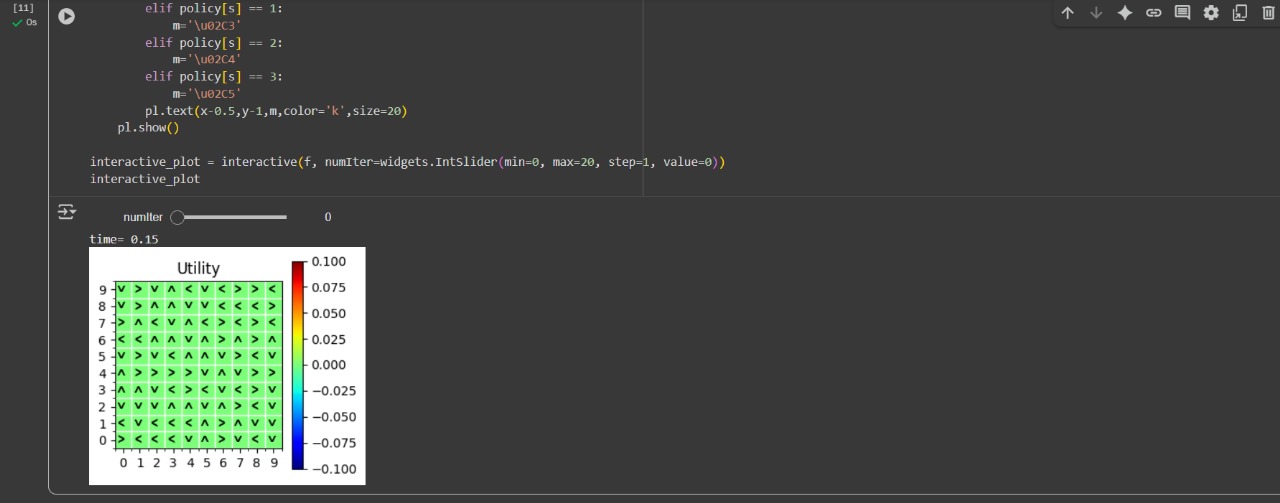 [11]
0s
elif policy[s] == 1:
m='\u02C3'
elif policy[s] == 2:
m='\u02C4'
elif policy[s] == 3:
m='\u02C5'
pl.text(x-0.5,y-1,m,color='k',size=20)
pl.show()
interactive_plot = interactive(f, numIter=widgets.IntSlider(min=0, max=20, step=1, value=0))
interactive_plot
numIter 0
time= 0.15
Utility
9
8
7
6
5
4
3
2
1
0
0 1 2 3 4 5 6 7 8 9
0.100
0.075
0.050
0.025
0.000
−0.025
−0.050
−0.075
−0.100